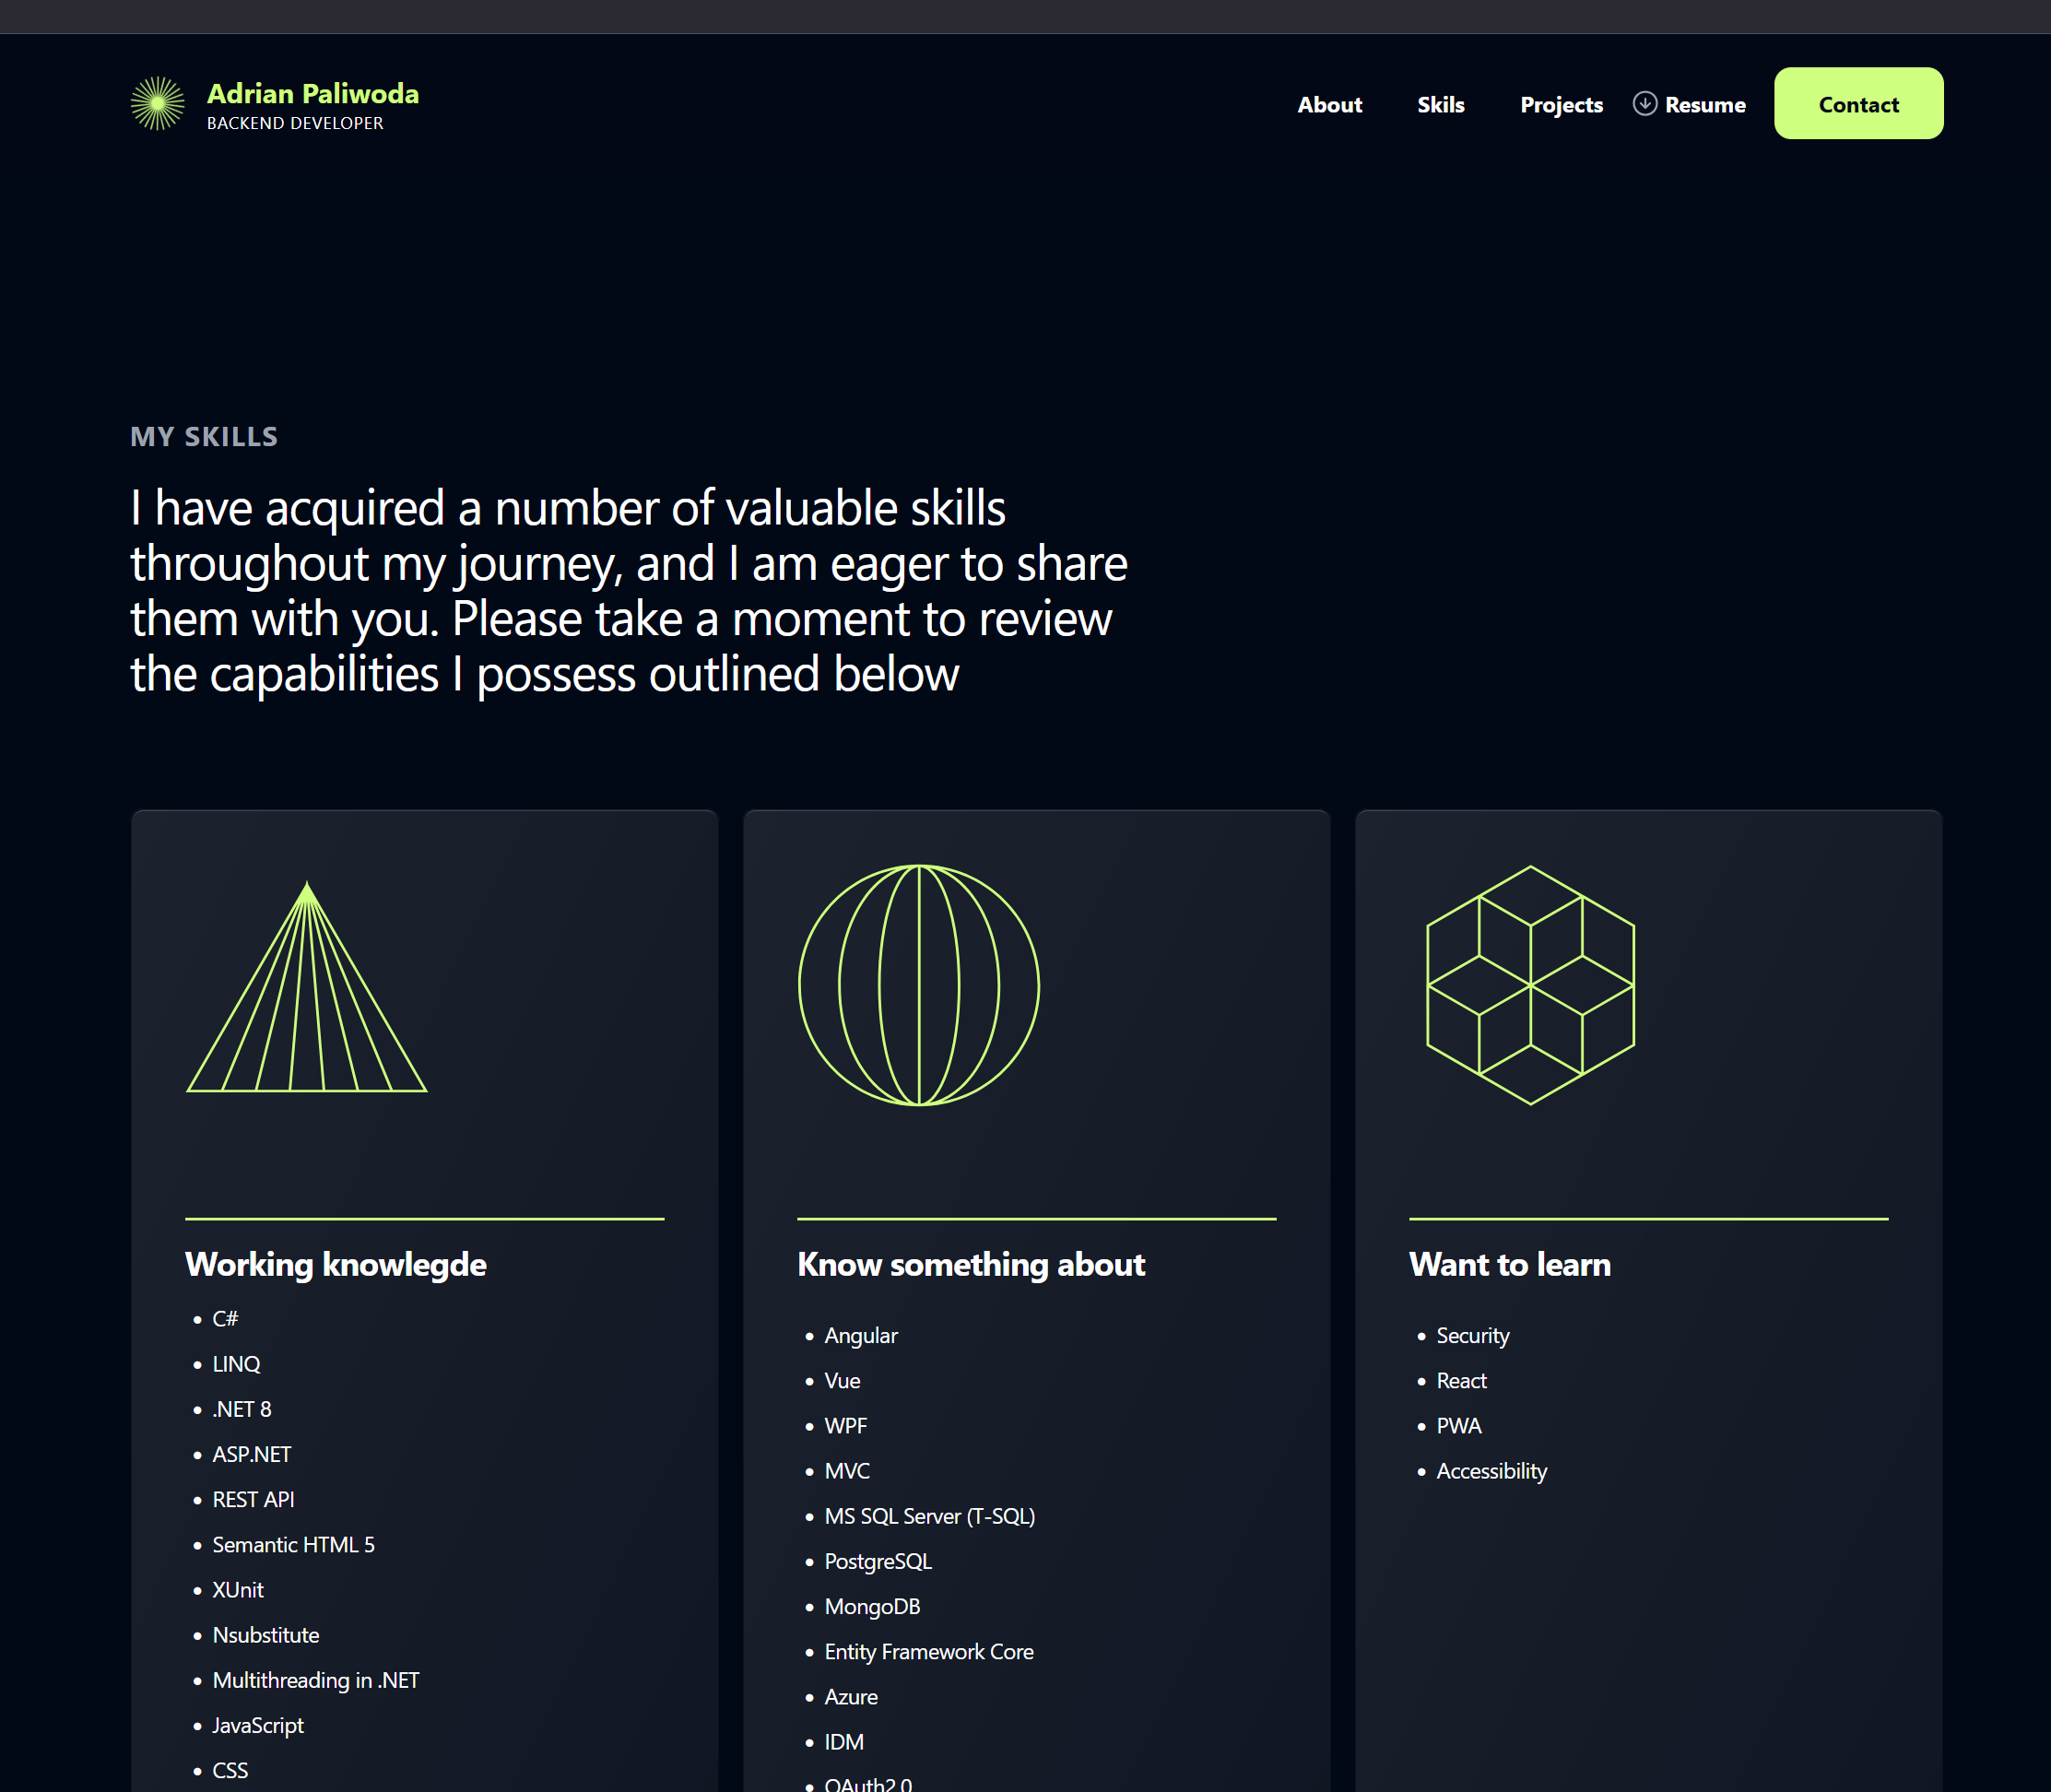 Adrian Paliwoda
BACKEND DEVELOPER
About
Skils
Projects
Resume
Contact
MY SKILLS
I have acquired a number of valuable skills
throughout my journey, and I am eager to share
them with you. Please take a moment to review
the capabilities I possess outlined below
Working knowlegde
C#
LINQ
.NET 8
ASP.NET
REST API
Semantic HTML 5
XUnit
Nsubstitute
Multithreading in .NET
JavaScript
CSS
Know something about
Angular
Vue
WPF
MVC
MS SQL Server (T-SQL)
PostgreSQL
MongoDB
Entity Framework Core
Azure
IDM
OAuth2.0
Want to learn
Security
React
PWA
Accessibility